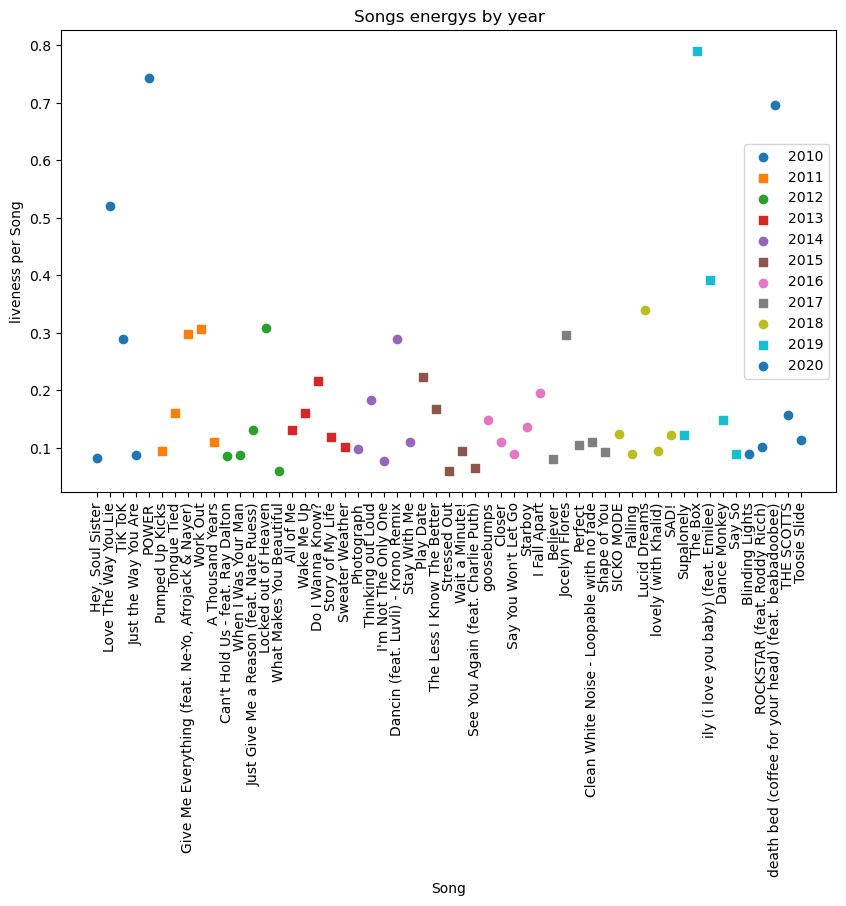 Songs energys by year
liveness per Song
0.8
0.7
0.6
0.5
0.4
0.3
0.2
0.1
2010
2011
2012
2013
2014
2015
2016
2017
2018
2019
2020
Hey, Soul Sister
Love The Way You Lie
TiK ToK
Just the Way You Are
POWER
Pumped Up Kicks
Tongue Tied
Give Me Everything (feat. Ne-Yo, Afrojack & Nayer)
Work Out
A Thousand Years
Can't Hold Us - feat. Ray Dalton
When I Was Your Man
Just Give Me a Reason (feat. Nate Ruess)
Locked out of Heaven
What Makes You Beautiful
All of Me
Wake Me Up
Do I Wanna Know?
Story of My Life
Sweater Weather
Photograph
Thinking out Loud
I'm Not The Only One
Dancin (feat. Luvli) - Krono Remix
Stay With Me
Play Date
The Less I Know The Better
Stressed Out
Wait a Minute!
See You Again (feat. Charlie Puth)
goosebumps
Closer
Say You Won't Let Go
Starboy
I Fall Apart
Believer
Jocelyn Flores
Perfect
Clean White Noise - Loopable with no fade
Shape of You
SICKO MODE
Falling
Lucid Dreams
lovely (with Khalid)
SAD!
Supalonely
The Box
ily (i love you baby) (feat. Emilee)
Dance Monkey
Say So
Blinding Lights
ROCKSTAR (feat. Roddy Ricch)
death bed (coffee for your head) (feat. beabadoobee)
THE SCOTTS
Toosie Slide
Song